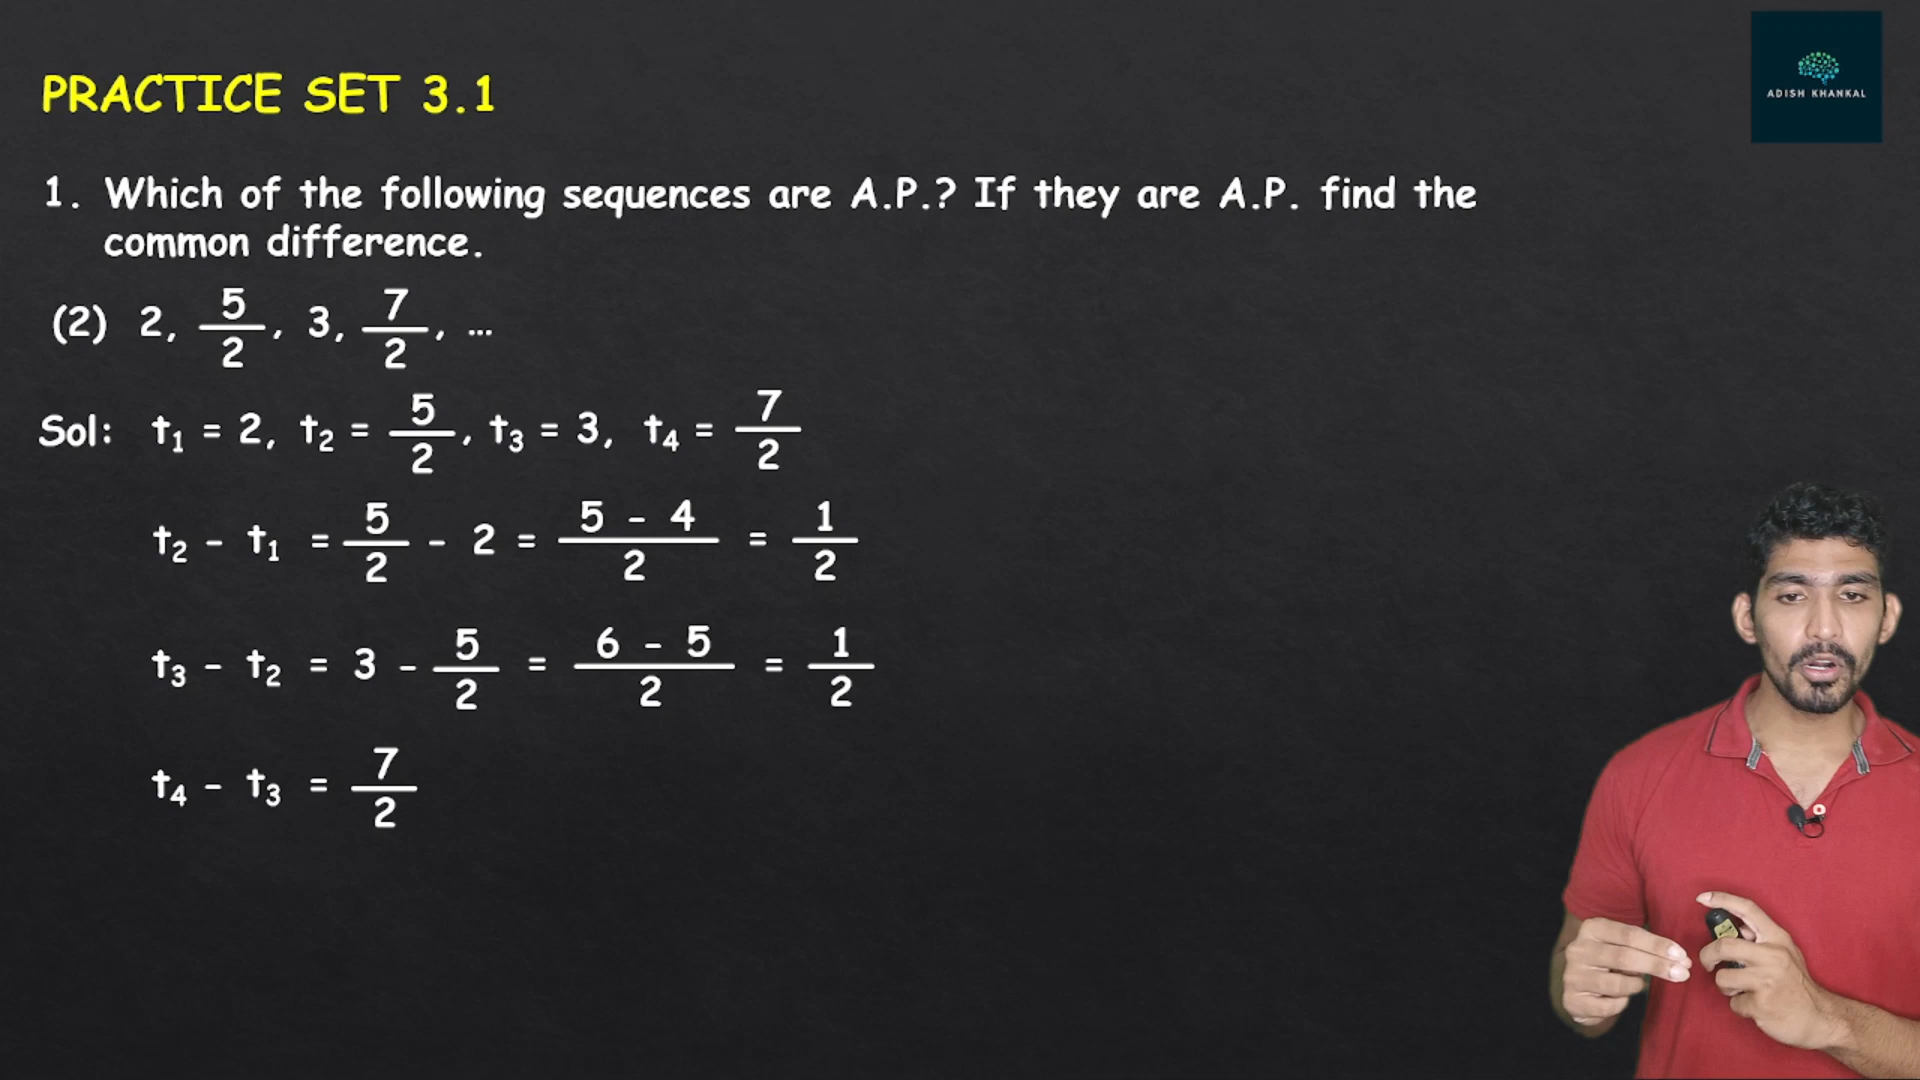 ADISH KHANKAL
PRACTICE SET 3.1
1. Which of the following sequences are A.P.? If they are A.P. find the
common difference.
(2) 2, 5/2, 3, 7/2, ...
Sol: t₁ = 2, t₂ = 5/2, t₃ = 3, t₄ = 7/2
t₂ - t₁ = 5/2 - 2 = (5 - 4)/2 = 1/2
t₃ - t₂ = 3 - 5/2 = (6 - 5)/2 = 1/2
t₄ - t₃ = 7/2